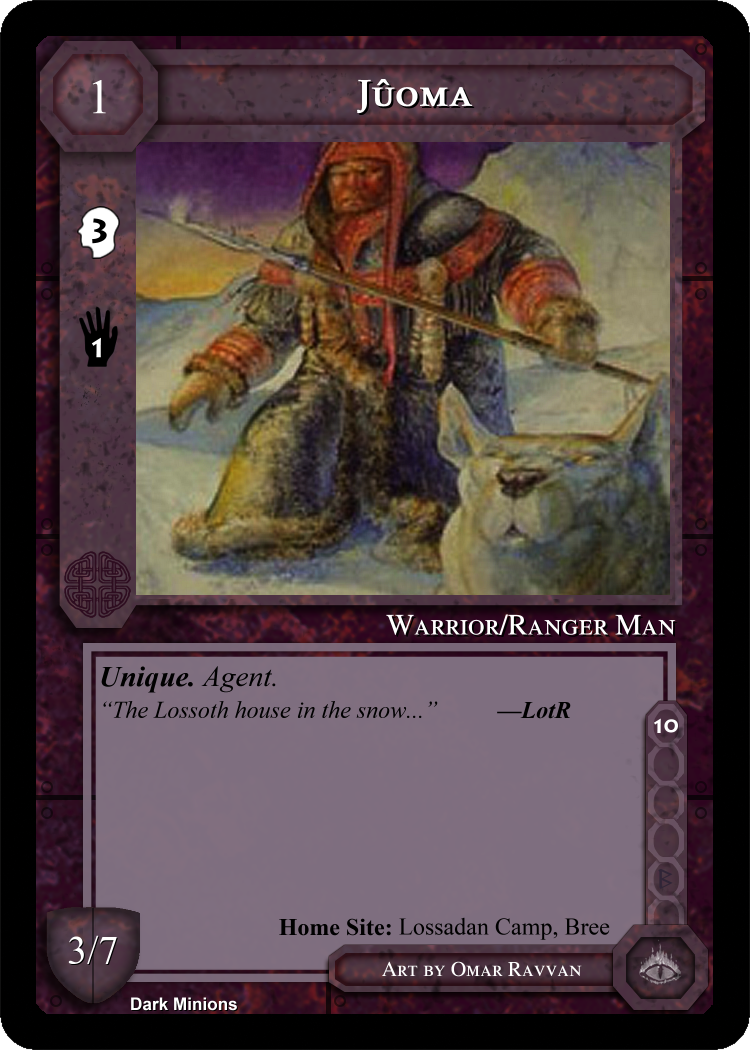 1
JÛOMA
3
1
WARRIOR/RANGER MAN
Unique. Agent.
“The Lossoth house in the snow...” —LotR
10
B
Home Site: Lossadan Camp, Bree
3/7
ART BY OMAR RAVVAN
Dark Minions